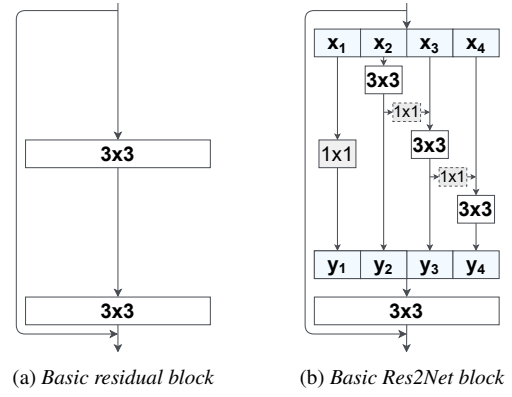 3x3
3x3
(a) Basic residual block
x1 x2 x3 x4
3x3
1x1
1x1 3x3
1x1
3x3
y1 y2 y3 y4
3x3
(b) Basic Res2Net block